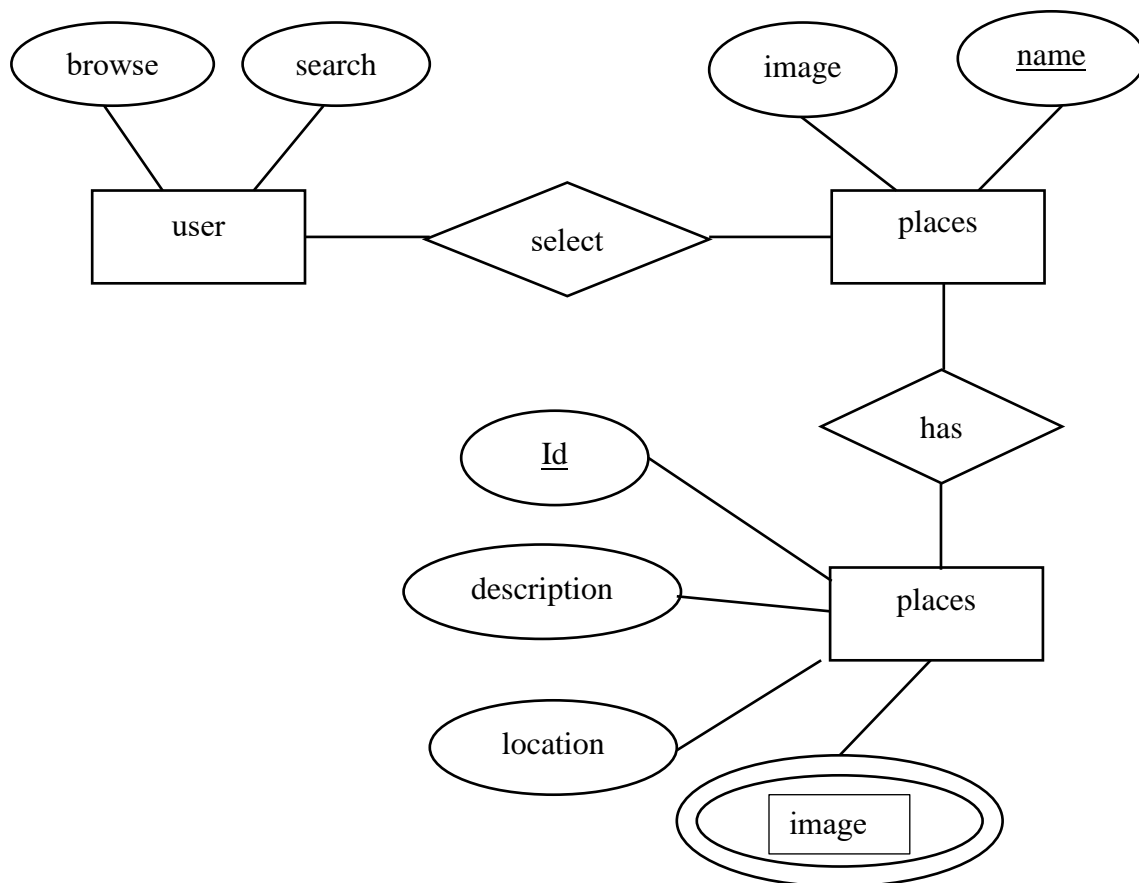 browse
search
image
name
user
select
places
has
Id
description
places
location
image